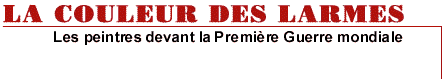 LA COULEUR DES LARMES
Les peintres devant la Première Guerre mondiale